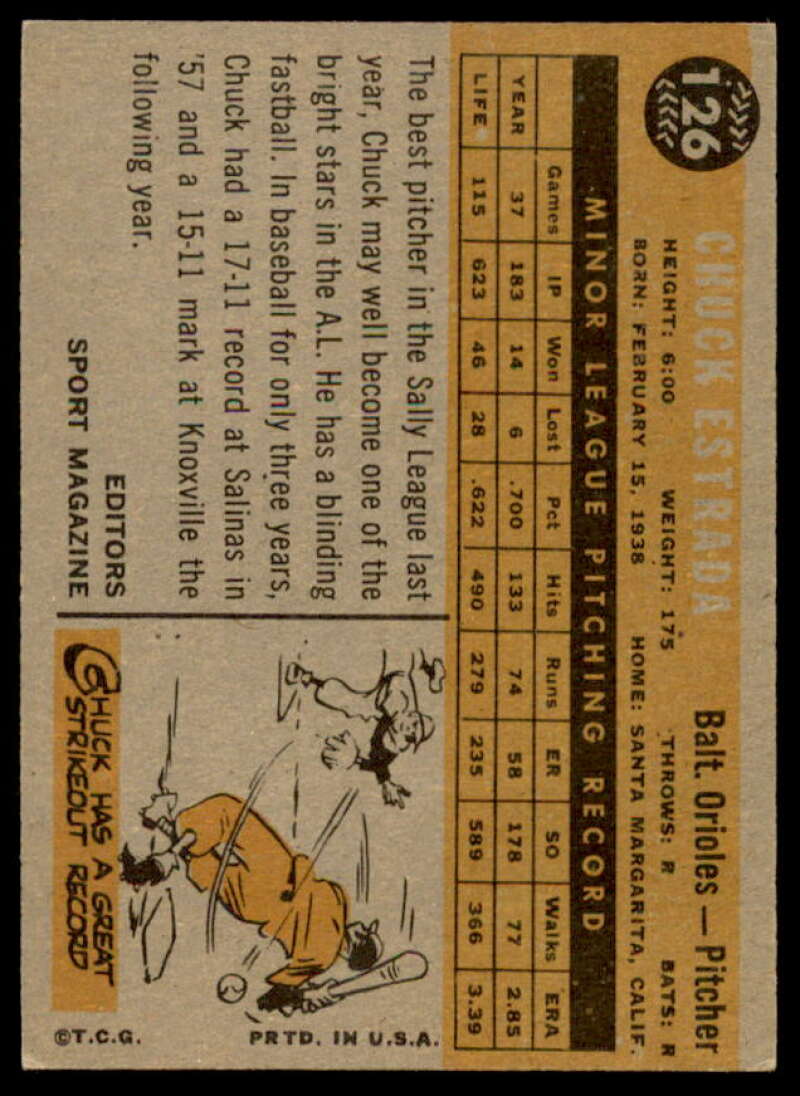 126
CHUCK ESTRADA Balt. Orioles — Pitcher
HEIGHT: 6:00 WEIGHT: 175 THROWS: R BATS: R
BORN: FEBRUARY 15, 1938 HOME: SANTA MARGARITA, CALIF.
MINOR LEAGUE PITCHING RECORD
Games IP Won Lost Pct Hits Runs ER SO Walks ERA
YEAR 37 183 14 6 .700 133 74 58 178 77 2.85
LIFE 115 623 46 28 .622 490 279 235 589 366 3.39
The best pitcher in the Sally League last
year, Chuck may well become one of the
bright stars in the A.L. He has a blinding
fastball. In baseball for only three years,
Chuck had a 17-11 record at Salinas in
'57 and a 15-11 mark at Knoxville the
following year.
EDITORS
SPORT MAGAZINE
CHUCK HAS A GREAT
STRIKEOUT RECORD
©T.C.G. PRTD. IN U.S.A.